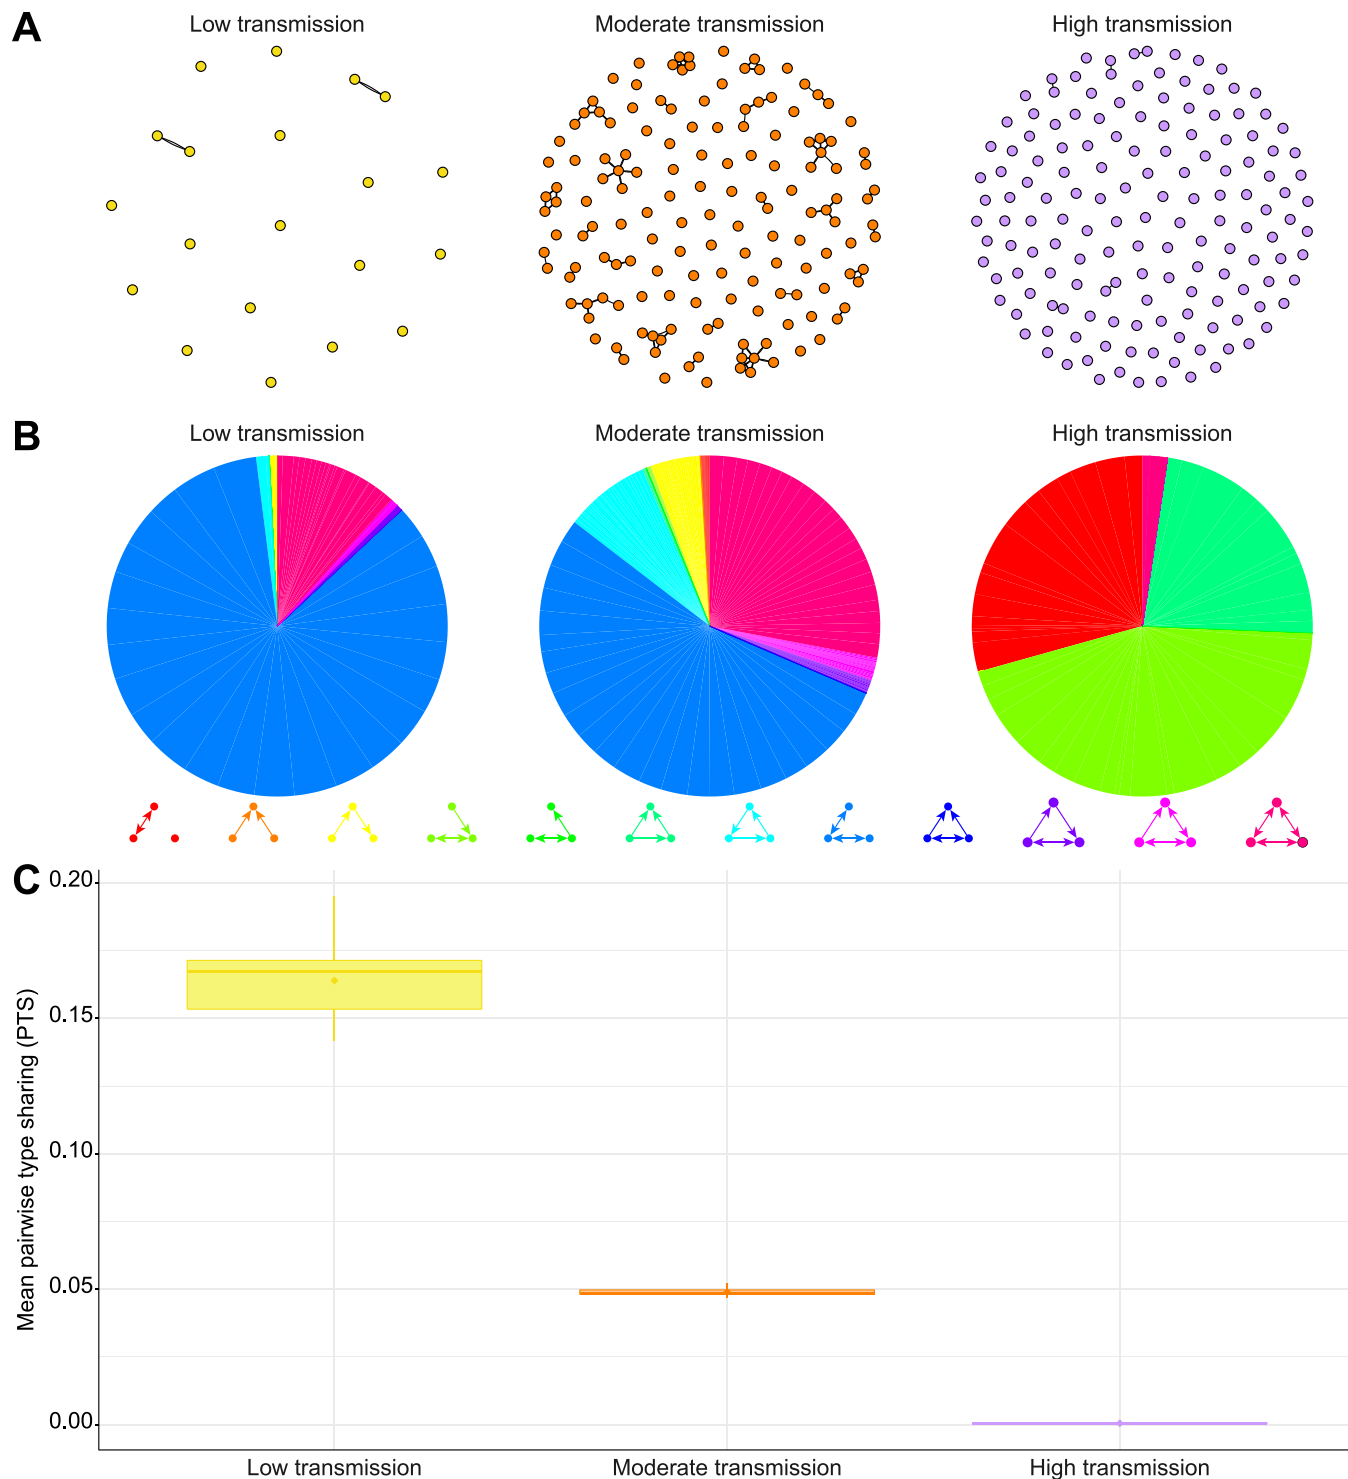 A
Low transmission
Moderate transmission
High transmission
B
Low transmission
Moderate transmission
High transmission
C
Mean pairwise type sharing (PTS)
0.20
0.15
0.10
0.05
0.00
Low transmission
Moderate transmission
High transmission